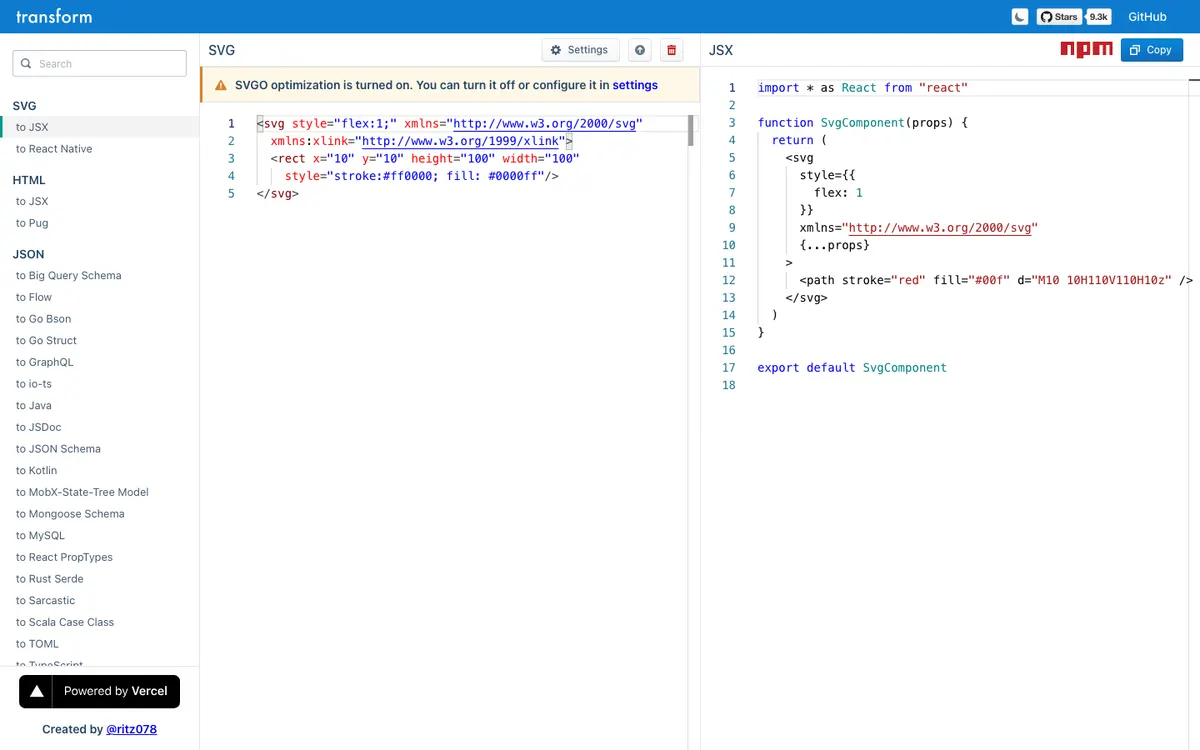 transform
Stars 9.3k GitHub
Search
SVG
to JSX
to React Native
HTML
to JSX
to Pug
JSON
to Big Query Schema
to Flow
to Go Bson
to Go Struct
to GraphQL
to io-ts
to Java
to JSDoc
to JSON Schema
to Kotlin
to MobX-State-Tree Model
to Mongoose Schema
to MySQL
to React PropTypes
to Rust Serde
to Sarcastic
to Scala Case Class
to TOML
to TypeScript
Powered by Vercel
Created by @ritz078
SVG
Settings
SVGO optimization is turned on. You can turn it off or configure it in settings
1 <svg style="flex:1;" xmlns="http://www.w3.org/2000/svg"
2 xmlns:xlink="http://www.w3.org/1999/xlink">
3 <rect x="10" y="10" height="100" width="100"
4 style="stroke:#ff0000; fill: #0000ff"/>
5 </svg>
JSX
npm
Copy
1 import * as React from "react"
2
3 function SvgComponent(props) {
4 return (
5 <svg
6 style={{
7 flex: 1
8 }}
9 xmlns="http://www.w3.org/2000/svg"
10 {...props}
11 >
12 <path stroke="red" fill="#00f" d="M10 10H110V110H10z" />
13 </svg>
14 )
15 }
16
17 export default SvgComponent
18